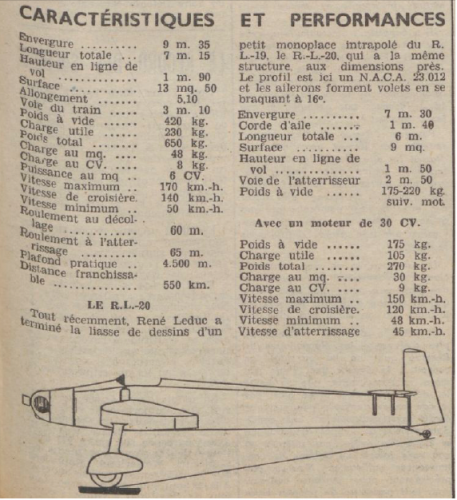 CARACTÉRISTIQUES ET PERFORMANCES
Envergure .......... 9 m. 35
Longueur totale ... 7 m. 15
Hauteur en ligne de
vol .............. 1 m. 90
Surface ............ 13 mq. 50
Allongement ....... 5,10
Voie du train ..... 3 m. 10
Poids à vide ....... 420 kg.
Charge utile ....... 230 kg.
Poids total ........ 650 kg.
Charge au mq. .... 48 kg.
Charge au CV. .... 8 kg.
Puissance au mq .. 6 CV.
Vitesse maximum .. 170 km.-h.
Vitesse de croisière. 140 km.-h.
Vitesse minimum .. 50 km.-h.
Roulement au décol-
lage ............ 60 m.
Roulement à l'atter-
rissage .......... 65 m.
Plafond pratique .. 4.500 m.
Distance franchissa-
ble .............. 550 km.
LE R.L.-20
Tout récemment, René Leduc a
terminé la liasse de dessins d'un
petit monoplace intrapolé du R.
L.-19, le R.-L.-20, qui a la même
structure, aux dimensions près.
Le profil est ici un N.A.C.A. 23.012
et les ailerons forment volets en se
braquant à 16°.
Envergure .......... 7 m. 30
Corde d'aile ........ 1 m. 40
Longueur totale ... 6 m.
Surface ............ 9 mq.
Hauteur en ligne de
vol .............. 1 m. 50
Voie de l'atterrisseur 2 m. 50
Poids à vide ....... 175-220 kg.
suiv. mot.
Avec un moteur de 30 CV.
Poids à vide ...... 175 kg.
Charge utile ...... 105 kg.
Poids total ........ 270 kg.
Charge au mq. .... 30 kg.
Charge au CV. .... 9 kg.
Vitesse maximum .. 150 km.-h.
Vitesse de croisière. 120 km.-h.
Vitesse minimum .. 48 km.-h.
Vitesse d'atterrissage 45 km.-h.